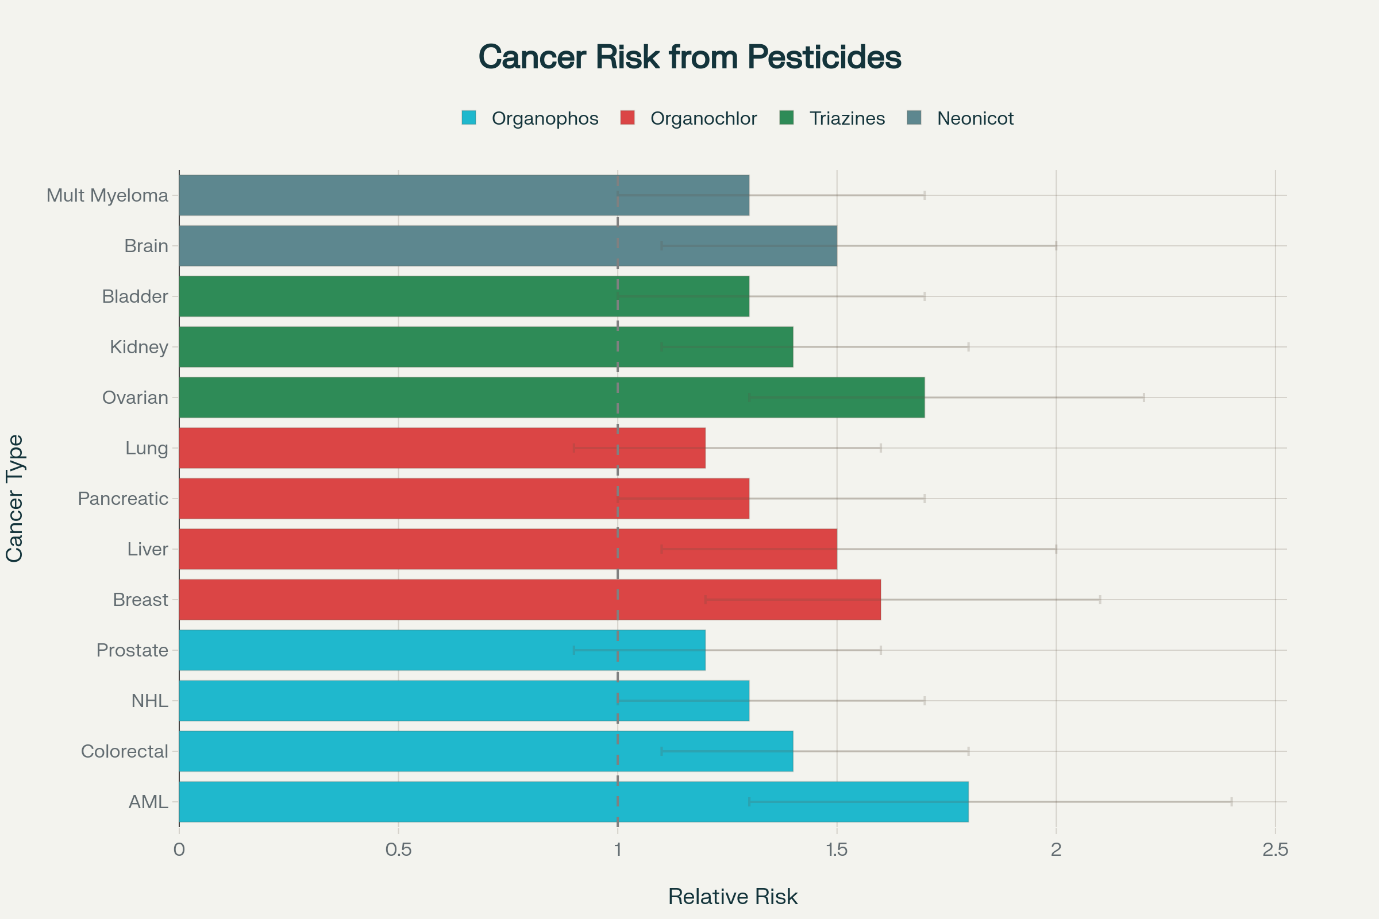 Cancer Risk from Pesticides
Organophos Organochlor Triazines Neonicot
Cancer Type
Mult Myeloma
Brain
Bladder
Kidney
Ovarian
Lung
Pancreatic
Liver
Breast
Prostate
NHL
Colorectal
AML
0 0.5 1 1.5 2 2.5
Relative Risk